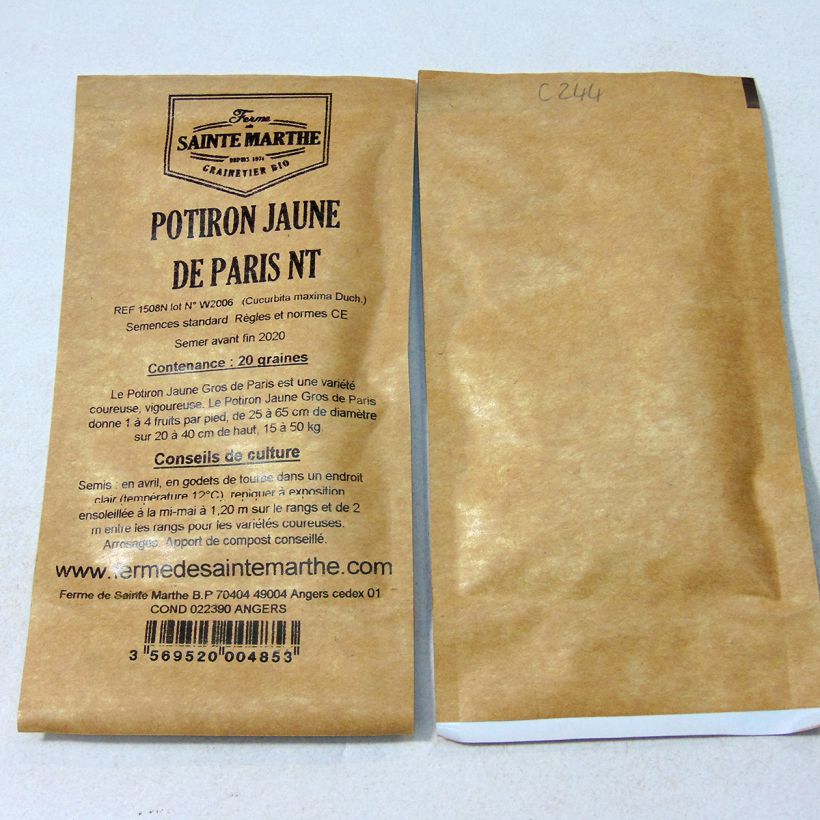 Ferme
de
SAINTE MARTHE
DEPUIS 1974
GRAINETIER BIO
POTIRON JAUNE
DE PARIS NT
REF 1508N lot N° W2006 (Cucurbita maxima Duch.)
Semences standard Règles et normes CE
Semer avant fin 2020
Contenance : 20 graines
Le Potiron Jaune Gros de Paris est une variété
coureuse, vigoureuse. Le Potiron Jaune Gros de Paris
donne 1 à 4 fruits par pied, de 25 à 65 cm de diamètre
sur 20 à 40 cm de haut, 15 à 50 kg
Conseils de culture
Semis : en avril, en godets de tourbe dans un endroit
clair (température 12°C), repiquer à exposition
ensoleillée à la mi-mai à 1,20 m sur le rangs et de 2
m entre les rangs pour les variétés coureuses.
Arrosages. Apport de compost conseillé.
www.fermedesaintemarthe.com
Ferme de Sainte Marthe B.P 70404 49004 Angers cedex 01
COND 022390 ANGERS
3 569520 004853
C244